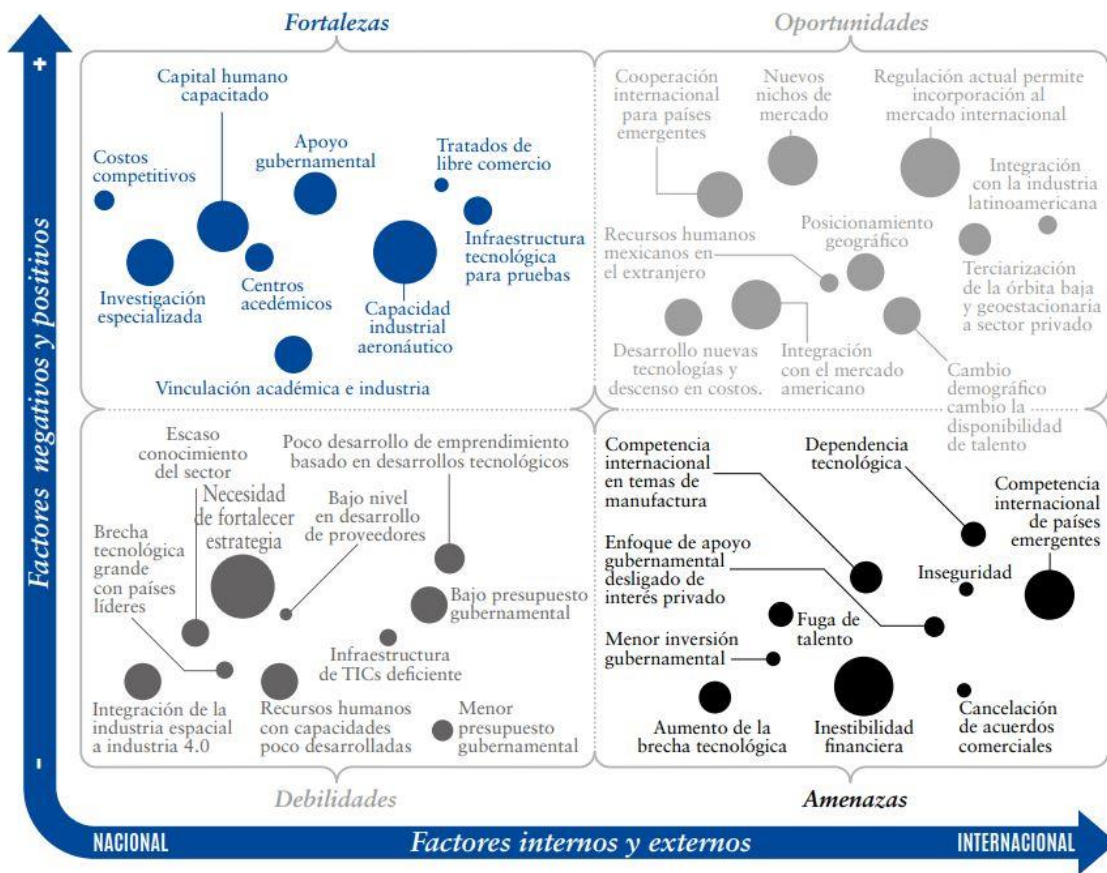 Fortalezas
Capital humano
capacitado
Costos
competitivos
Apoyo
gubernamental
Tratados de
libre comercio
Investigación
especializada
Centros
acedémicos
Infraestructura
tecnológica
para pruebas
Capacidad
industrial
aeronáutico
Vinculación académica e industria
Oportunidades
Cooperación
internacional
para países
emergentes
Nuevos
nichos de
mercado
Regulación actual permite
incorporación al
mercado internacional
Integración
con la industria
latinoamericana
Recursos humanos
mexicanos en
el extranjero
Posicionamiento
geográfico
Terciarización
de la órbita baja
y geoestacionaria
a sector privado
Desarrollo nuevas
tecnologías y
descenso en costos.
Integración
con el mercado
americano
Cambio
demográfico
cambio la
disponibilidad
de talento
Escaso
conocimiento
del sector
Poco desarrollo de emprendimiento
basado en desarrollos tecnológicos
Necesidad
de fortalecer
estrategia
Bajo nivel
en desarrollo
de proveedores
Brecha
tecnológica
grande
con países
líderes
Bajo presupuesto
gubernamental
Infraestructura
de TICs deficiente
Integración de la
industria espacial
a industria 4.0
Recursos humanos
con capacidades
poco desarrolladas
Menor
presupuesto
gubernamental
Debilidades
Competencia
internacional
en temas de
manufactura
Dependencia
tecnológica
Competencia
internacional
de países
emergentes
Enfoque de apoyo
gubernamental
desligado de
interés privado
Inseguridad
Fuga de
talento
Menor inversión
gubernamental
Aumento de la
brecha tecnológica
Inestibilidad
financiera
Cancelación
de acuerdos
comerciales
Amenazas
+
Factores negativos y positivos
-
NACIONAL
Factores internos y externos
INTERNACIONAL